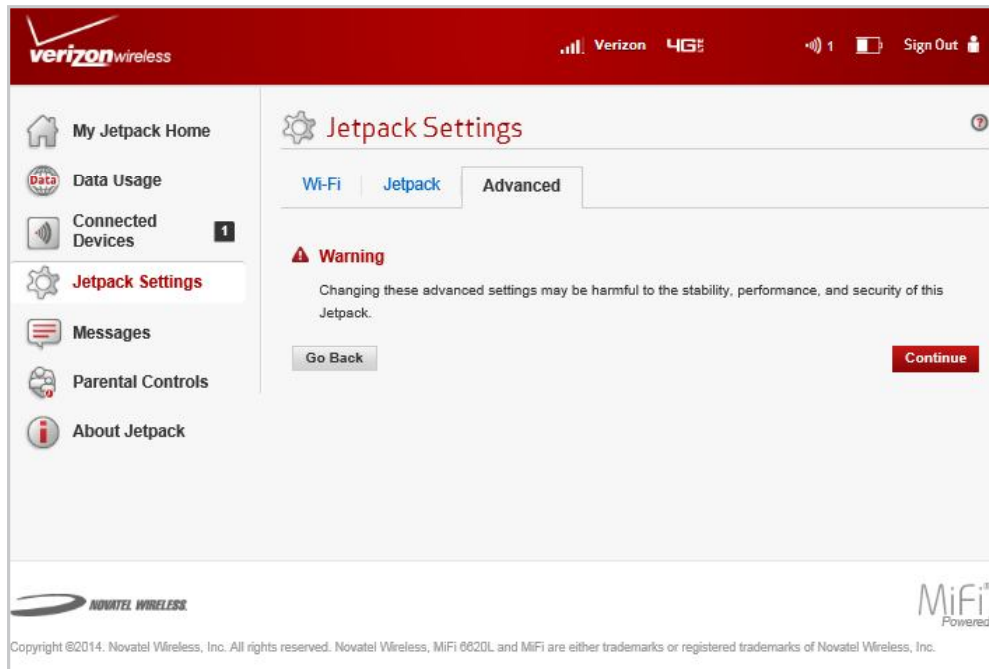 verizonwireless
Verizon 4GLTE 1 Sign Out
My Jetpack Home
Data Usage
Connected
Devices
1
Jetpack Settings
Messages
Parental Controls
About Jetpack
Data
Jetpack Settings
?
Wi-Fi Jetpack Advanced
Warning
Changing these advanced settings may be harmful to the stability, performance, and security of this
Jetpack.
Go Back Continue
NOVATEL WIRELESS.
MiFi
Powered
Copyright ©2014. Novatel Wireless, Inc. All rights reserved. Novatel Wireless, MiFi 6620L and MiFi are either trademarks or registered trademarks of Novatel Wireless, Inc.